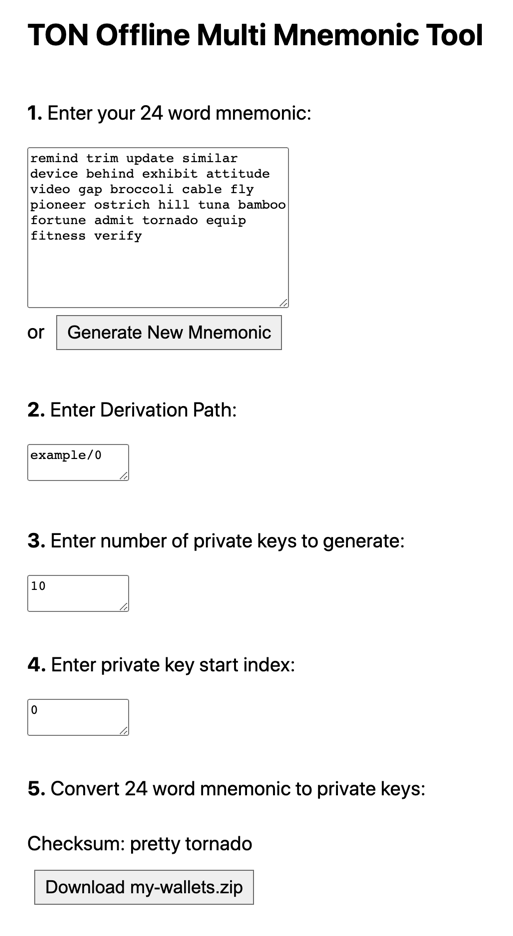 TON Offline Multi Mnemonic Tool
1. Enter your 24 word mnemonic:
remind trim update similar
device behind exhibit attitude
video gap broccoli cable fly
pioneer ostrich hill tuna bamboo
fortune admit tornado equip
fitness verify
or Generate New Mnemonic
2. Enter Derivation Path:
example/0
3. Enter number of private keys to generate:
10
4. Enter private key start index:
0
5. Convert 24 word mnemonic to private keys:
Checksum: pretty tornado
Download my-wallets.zip